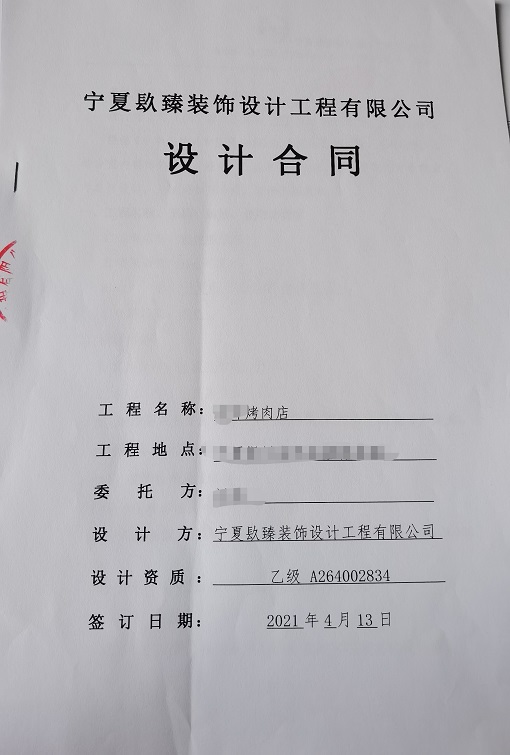 宁夏镹臻装饰设计工程有限公司
设计合同
工程名称：烤肉店
工程地点：
委托方：
设计方：宁夏镹臻装饰设计工程有限公司
设计资质：乙级 A264002834
签订日期：2021年4月13日